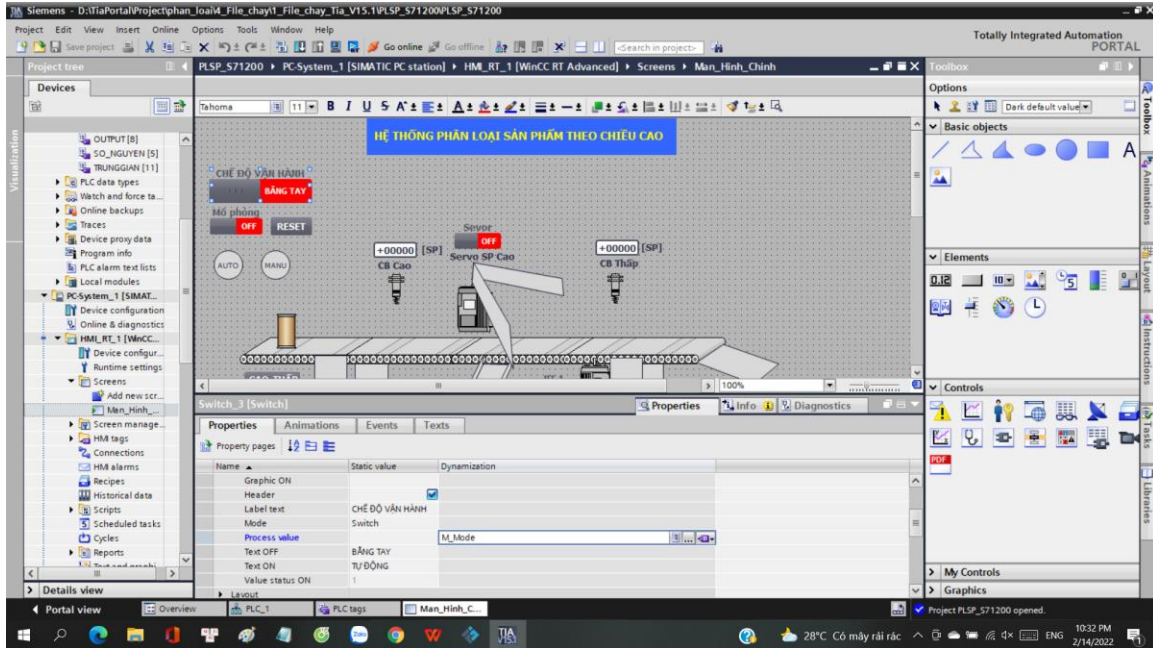 Siemens - D:\TiaPortal\Project\phan_loai\4_File_chay\1_File_chay_Tia_V15.1\PLSP_S71200\PLSP_S71200
Project Edit View Insert Online Options Tools Window Help
Totally Integrated Automation
PORTAL
Save project Go online Go offline <Search in project>
Project tree
PLSP_S71200 PC-System_1 [SIMATIC PC station] HMI_RT_1 [WinCC RT Advanced] Screens Man_Hinh_Chinh
Toolbox
Devices
Options
Tahoma 11 B I U S A
Dark default value
Visualization
OUTPUT [8]
SO_NGUYEN [5]
TRUNGGIAN [11]
PLC data types
Watch and force ta...
Online backups
Traces
Device proxy data
Program info
PLC alarm text lists
Local modules
PC-System_1 [SIMAT...
Device configuration
Online & diagnostics
HMI_RT_1 [WinCC...
Device configur...
Runtime settings
Screens
Add new scr...
Man_Hinh_...
Screen manage...
HMI tags
Connections
HMI alarms
Recipes
Historical data
Scripts
Scheduled tasks
Cycles
Reports
Details view
HỆ THỐNG PHÂN LOẠI SẢN PHẨM THEO CHIỀU CAO
CHẾ ĐỘ VẬN HÀNH
BẰNG TAY
Mô phỏng
OFF RESET
AUTO MANU
+00000 [SP]
CB Cao
Sevor
OFF
Servo SP Cao
+00000 [SP]
CB Thấp
100%
Switch_3 [Switch]
Properties Info Diagnostics
Properties Animations Events Texts
Property pages
Name Static value Dynamization
Graphic ON
Header
Label text CHẾ ĐỘ VẬN HÀNH
Mode Switch
Process value M_Mode
Text OFF BẰNG TAY
Text ON TỰ ĐỘNG
Value status ON 1
Layout
Basic objects
A
Elements
Controls
PDF
My Controls
Graphics
Toolbox
Animations
Layout
Instructions
Tasks
Libraries
Portal view Overview PLC_1 PLC tags Man_Hinh_C...
Project PLSP_S71200 opened.
28°C Có mây rải rác ENG 10:32 PM
2/14/2022